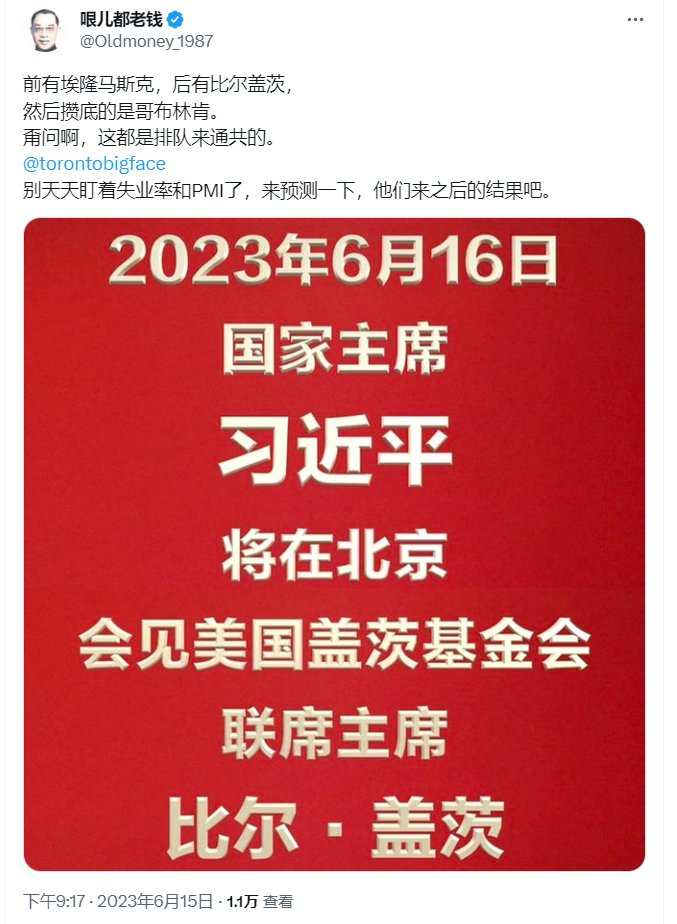 哏儿都老钱
@Oldmoney_1987
前有埃隆马斯克，后有比尔盖茨，
然后攒底的是哥布林肯。
甭问啊，这都是排队来通共的。
@torontobigface
别天天盯着失业率和PMI了，来预测一下，他们来之后的结果吧。
2023年6月16日
国家主席
习近平
将在北京
会见美国盖茨基金会
联席主席
比尔·盖茨
下午9:17 · 2023年6月15日 · 1.1万 查看